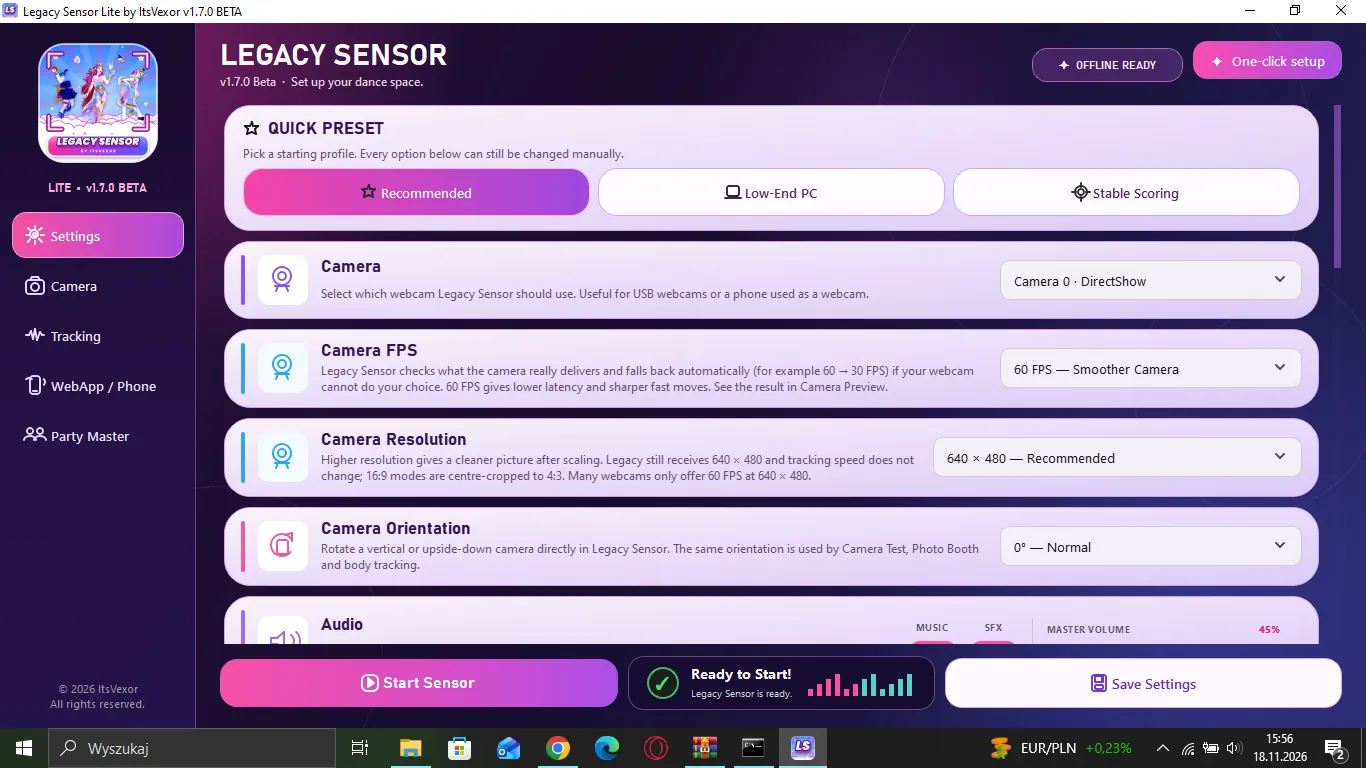 Legacy Sensor Lite by ItsVexor v1.7.0 BETA
LEGACY SENSOR
BY ITSVEXOR
LITE • v1.7.0 BETA
Settings
Camera
Tracking
WebApp / Phone
Party Master
© 2026 ItsVexor
All rights reserved.
LEGACY SENSOR
v1.7.0 Beta · Set up your dance space.
OFFLINE READY
One-click setup
QUICK PRESET
Pick a starting profile. Every option below can still be changed manually.
Recommended
Low-End PC
Stable Scoring
Camera
Select which webcam Legacy Sensor should use. Useful for USB webcams or a phone used as a webcam.
Camera 0 · DirectShow
Camera FPS
Legacy Sensor checks what the camera really delivers and falls back automatically (for example 60 → 30 FPS) if your webcam
cannot do your choice. 60 FPS gives lower latency and sharper fast moves. See the result in Camera Preview.
60 FPS — Smoother Camera
Camera Resolution
Higher resolution gives a cleaner picture after scaling. Legacy still receives 640 × 480 and tracking speed does not
change; 16:9 modes are centre-cropped to 4:3. Many webcams only offer 60 FPS at 640 × 480.
640 × 480 — Recommended
Camera Orientation
Rotate a vertical or upside-down camera directly in Legacy Sensor. The same orientation is used by Camera Test, Photo Booth
and body tracking.
0° — Normal
Audio
MUSIC
SFX
MASTER VOLUME
45%
Start Sensor
Ready to Start!
Legacy Sensor is ready.
Save Settings
Wyszukaj
LS
EUR/PLN +0,23%
15:56
18.11.2026
2